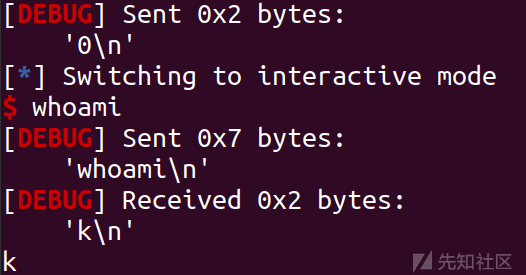 [DEBUG] Sent 0x2 bytes:
    '0\n'
[*] Switching to interactive mode
$ whoami
[DEBUG] Sent 0x7 bytes:
    'whoami\n'
[DEBUG] Received 0x2 bytes:
    'k\n'
k
先知社区